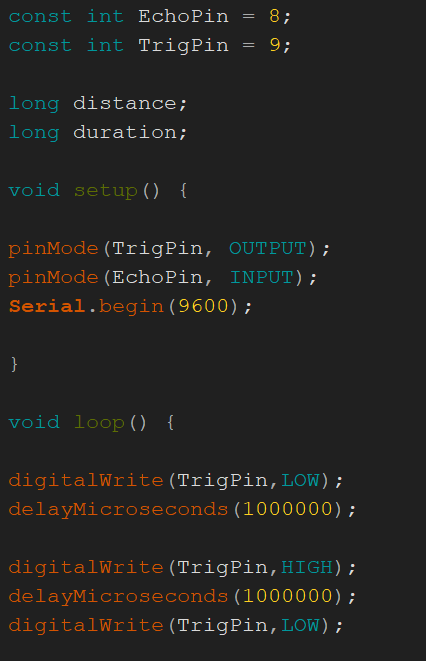 const int EchoPin = 8;
const int TrigPin = 9;
long distance;
long duration;
void setup() {
pinMode(TrigPin, OUTPUT);
pinMode(EchoPin, INPUT);
Serial.begin(9600);
}
void loop() {
digitalWrite(TrigPin,LOW);
delayMicroseconds(1000000);
digitalWrite(TrigPin,HIGH);
delayMicroseconds(1000000);
digitalWrite(TrigPin,LOW);